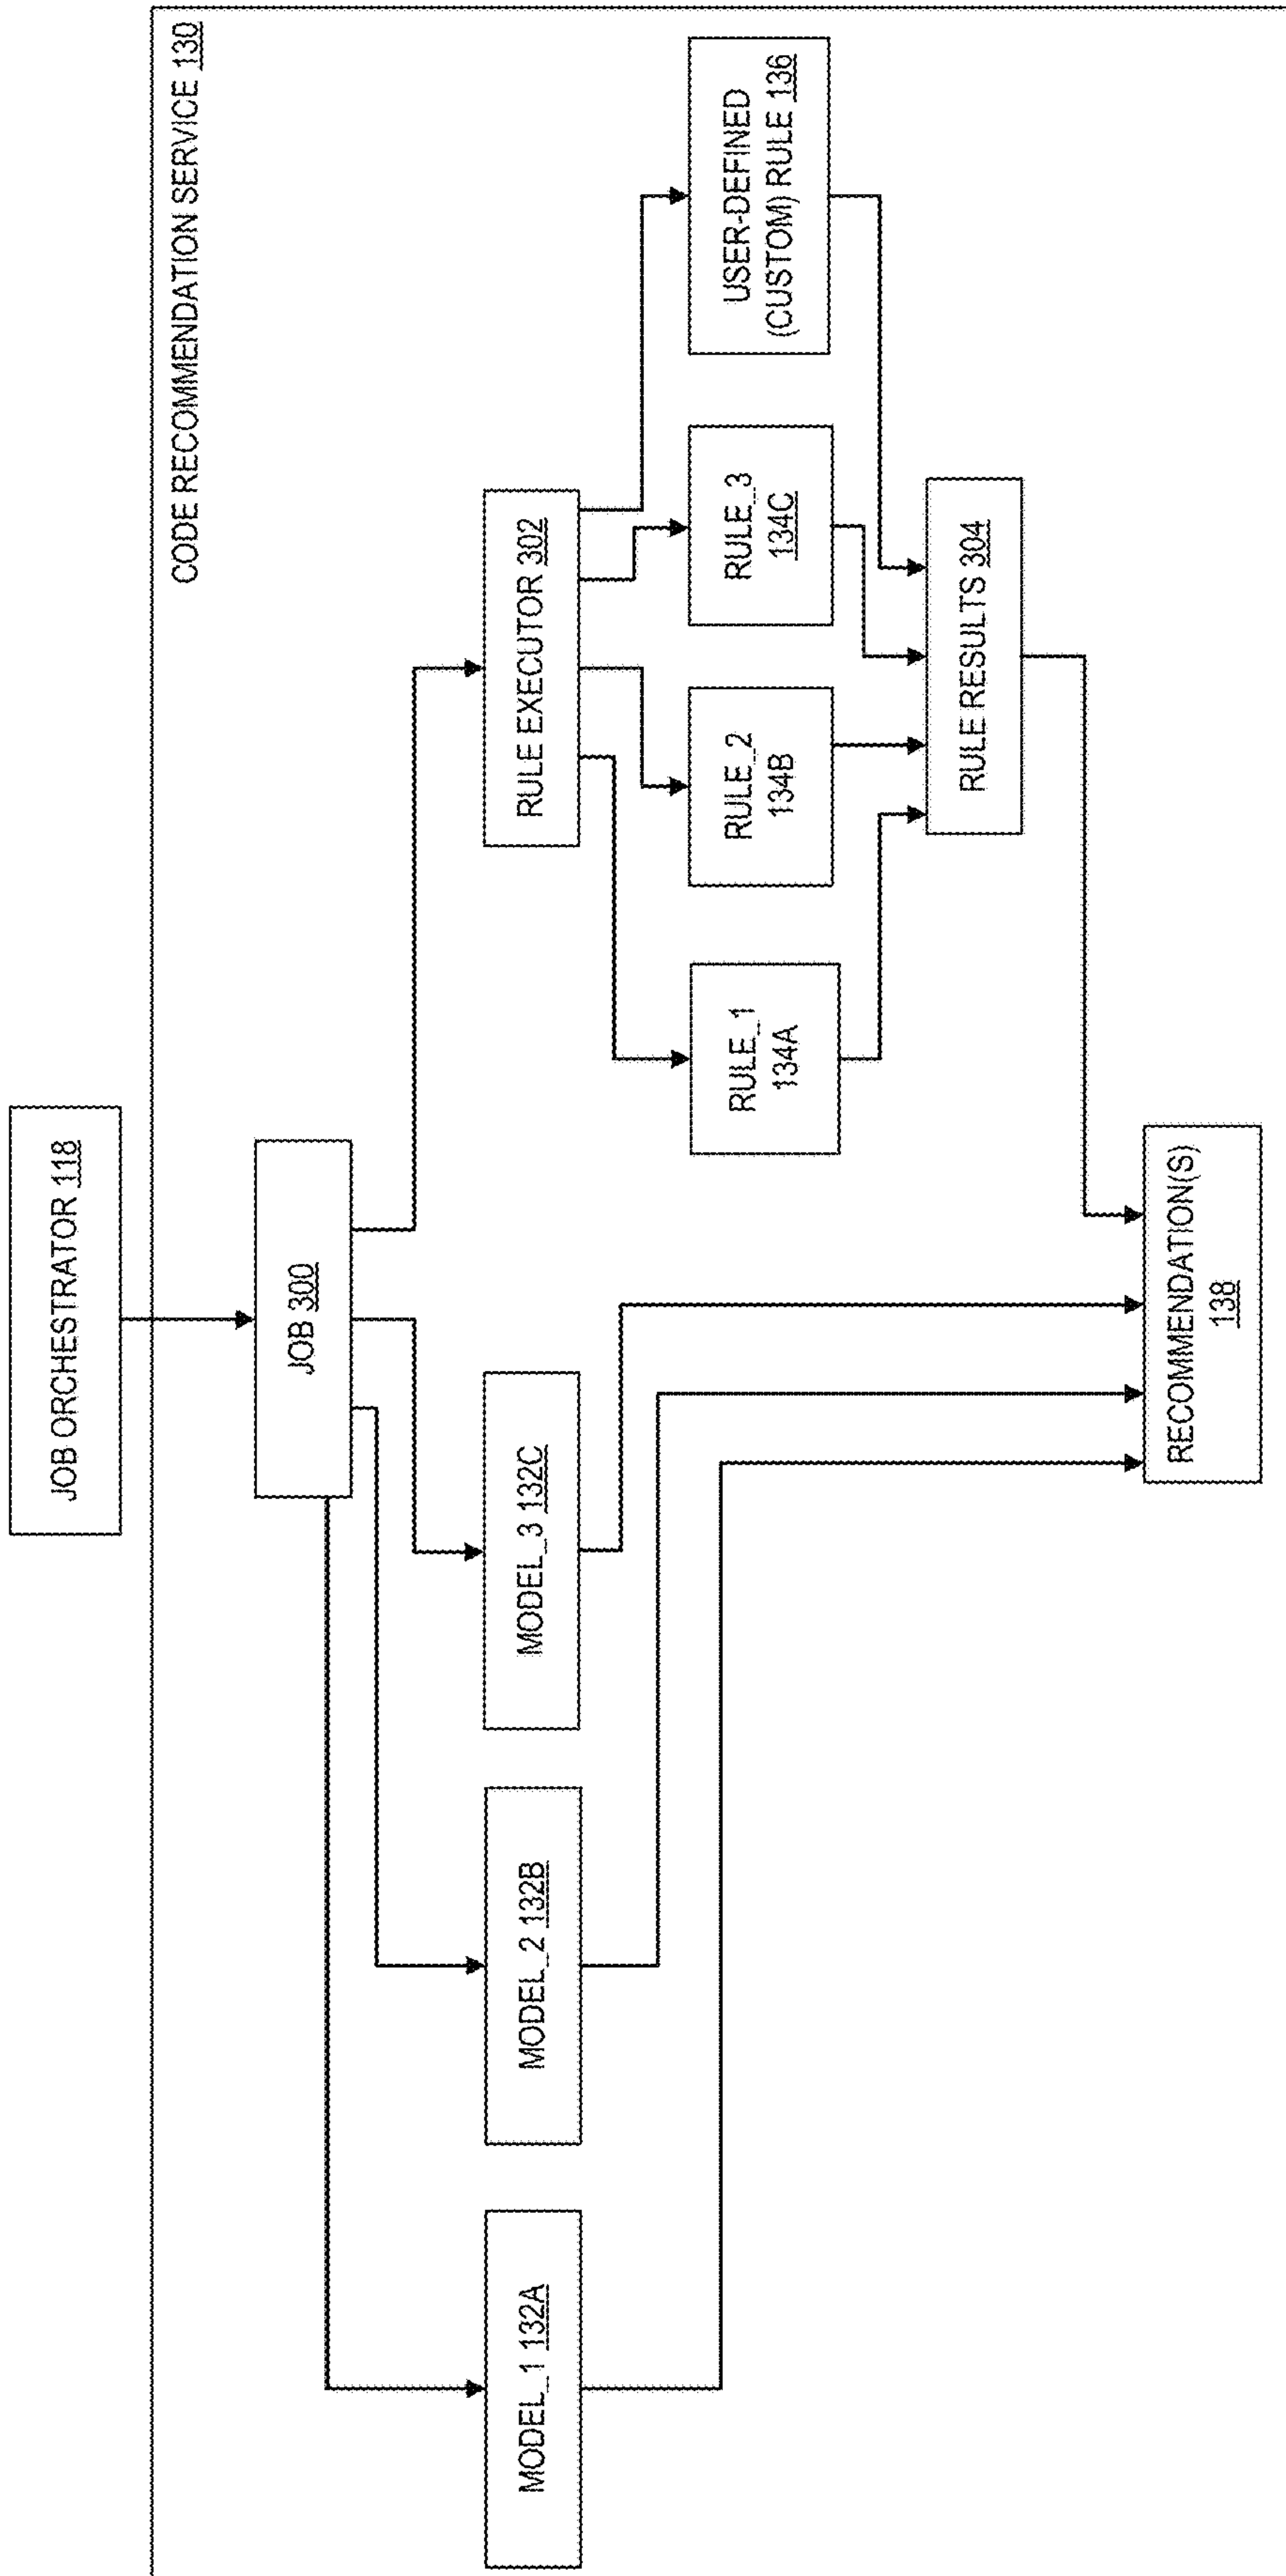 JOB ORCHESTRATOR 118
CODE RECOMMENDATION SERVICE 130
JOB 300
MODEL_1 132A
MODEL_2 132B
MODEL_3 132C
RULE EXECUTOR 302
RULE_1
134A
RULE_2
134B
RULE_3
134C
USER-DEFINED
(CUSTOM) RULE 136
RULE RESULTS 304
RECOMMENDATION(S)
138